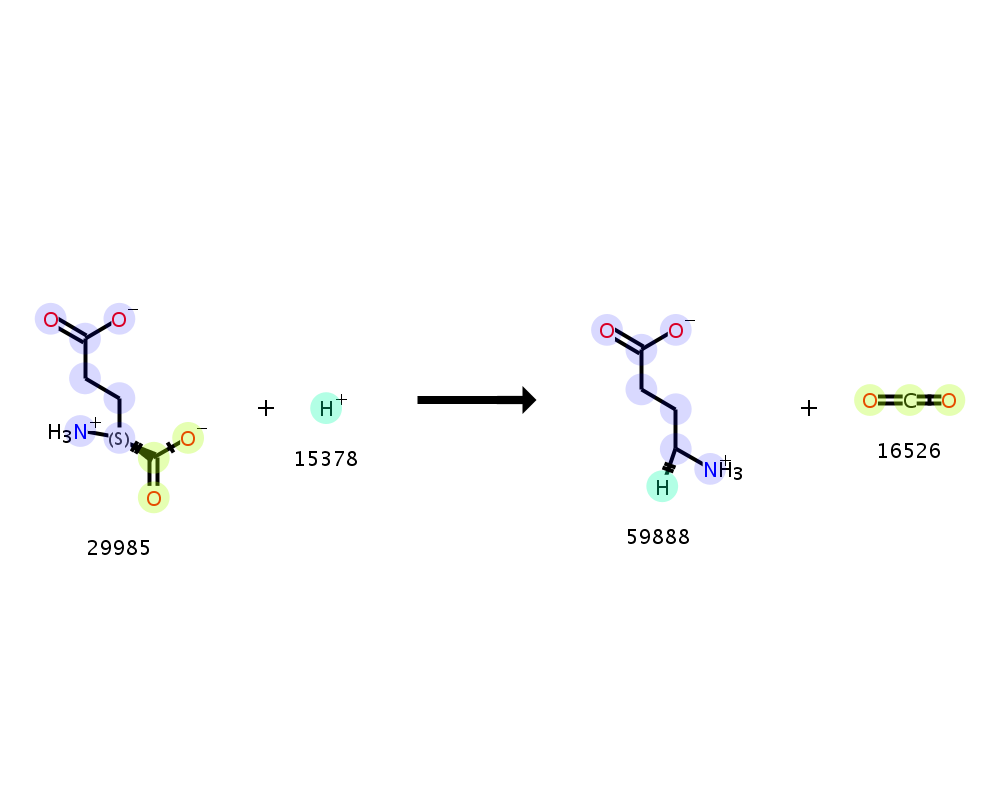 O O −
H₃N + (S) O −
O
29985
+
H +
15378
O O −
H NH₃ +
59888
+
O C O
16526